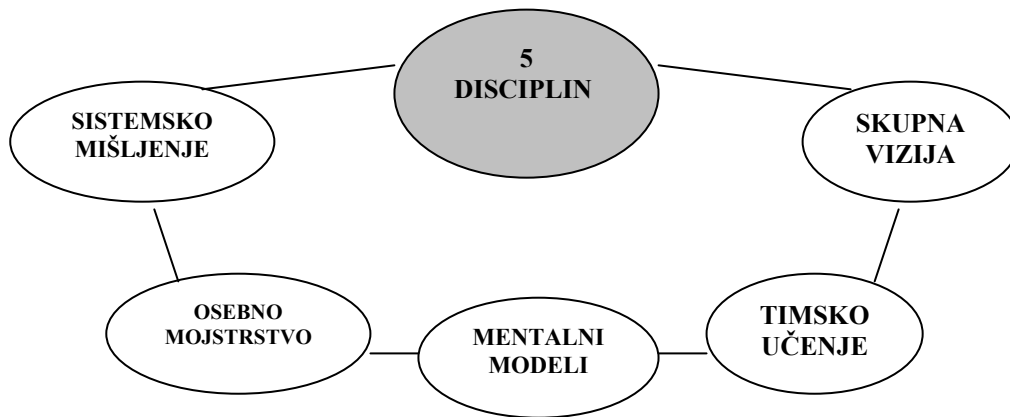 5
DISCIPLIN
SISTEMSKO
MIŠLJENJE
SKUPNA
VIZIJA
OSEBNO
MOJSTRSTVO
MENTALNI
MODELI
TIMSKO
UČENJE